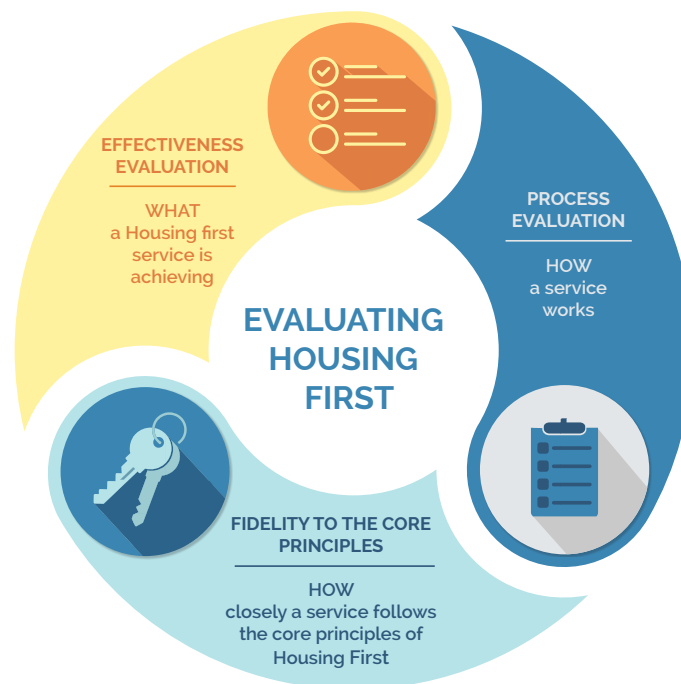 EFFECTIVENESS
EVALUATION
WHAT
a Housing first
service is
achieving
PROCESS
EVALUATION
HOW
a service
works
EVALUATING
HOUSING
FIRST
FIDELITY TO THE CORE
PRINCIPLES
HOW
closely a service follows
the core principles of
Housing First